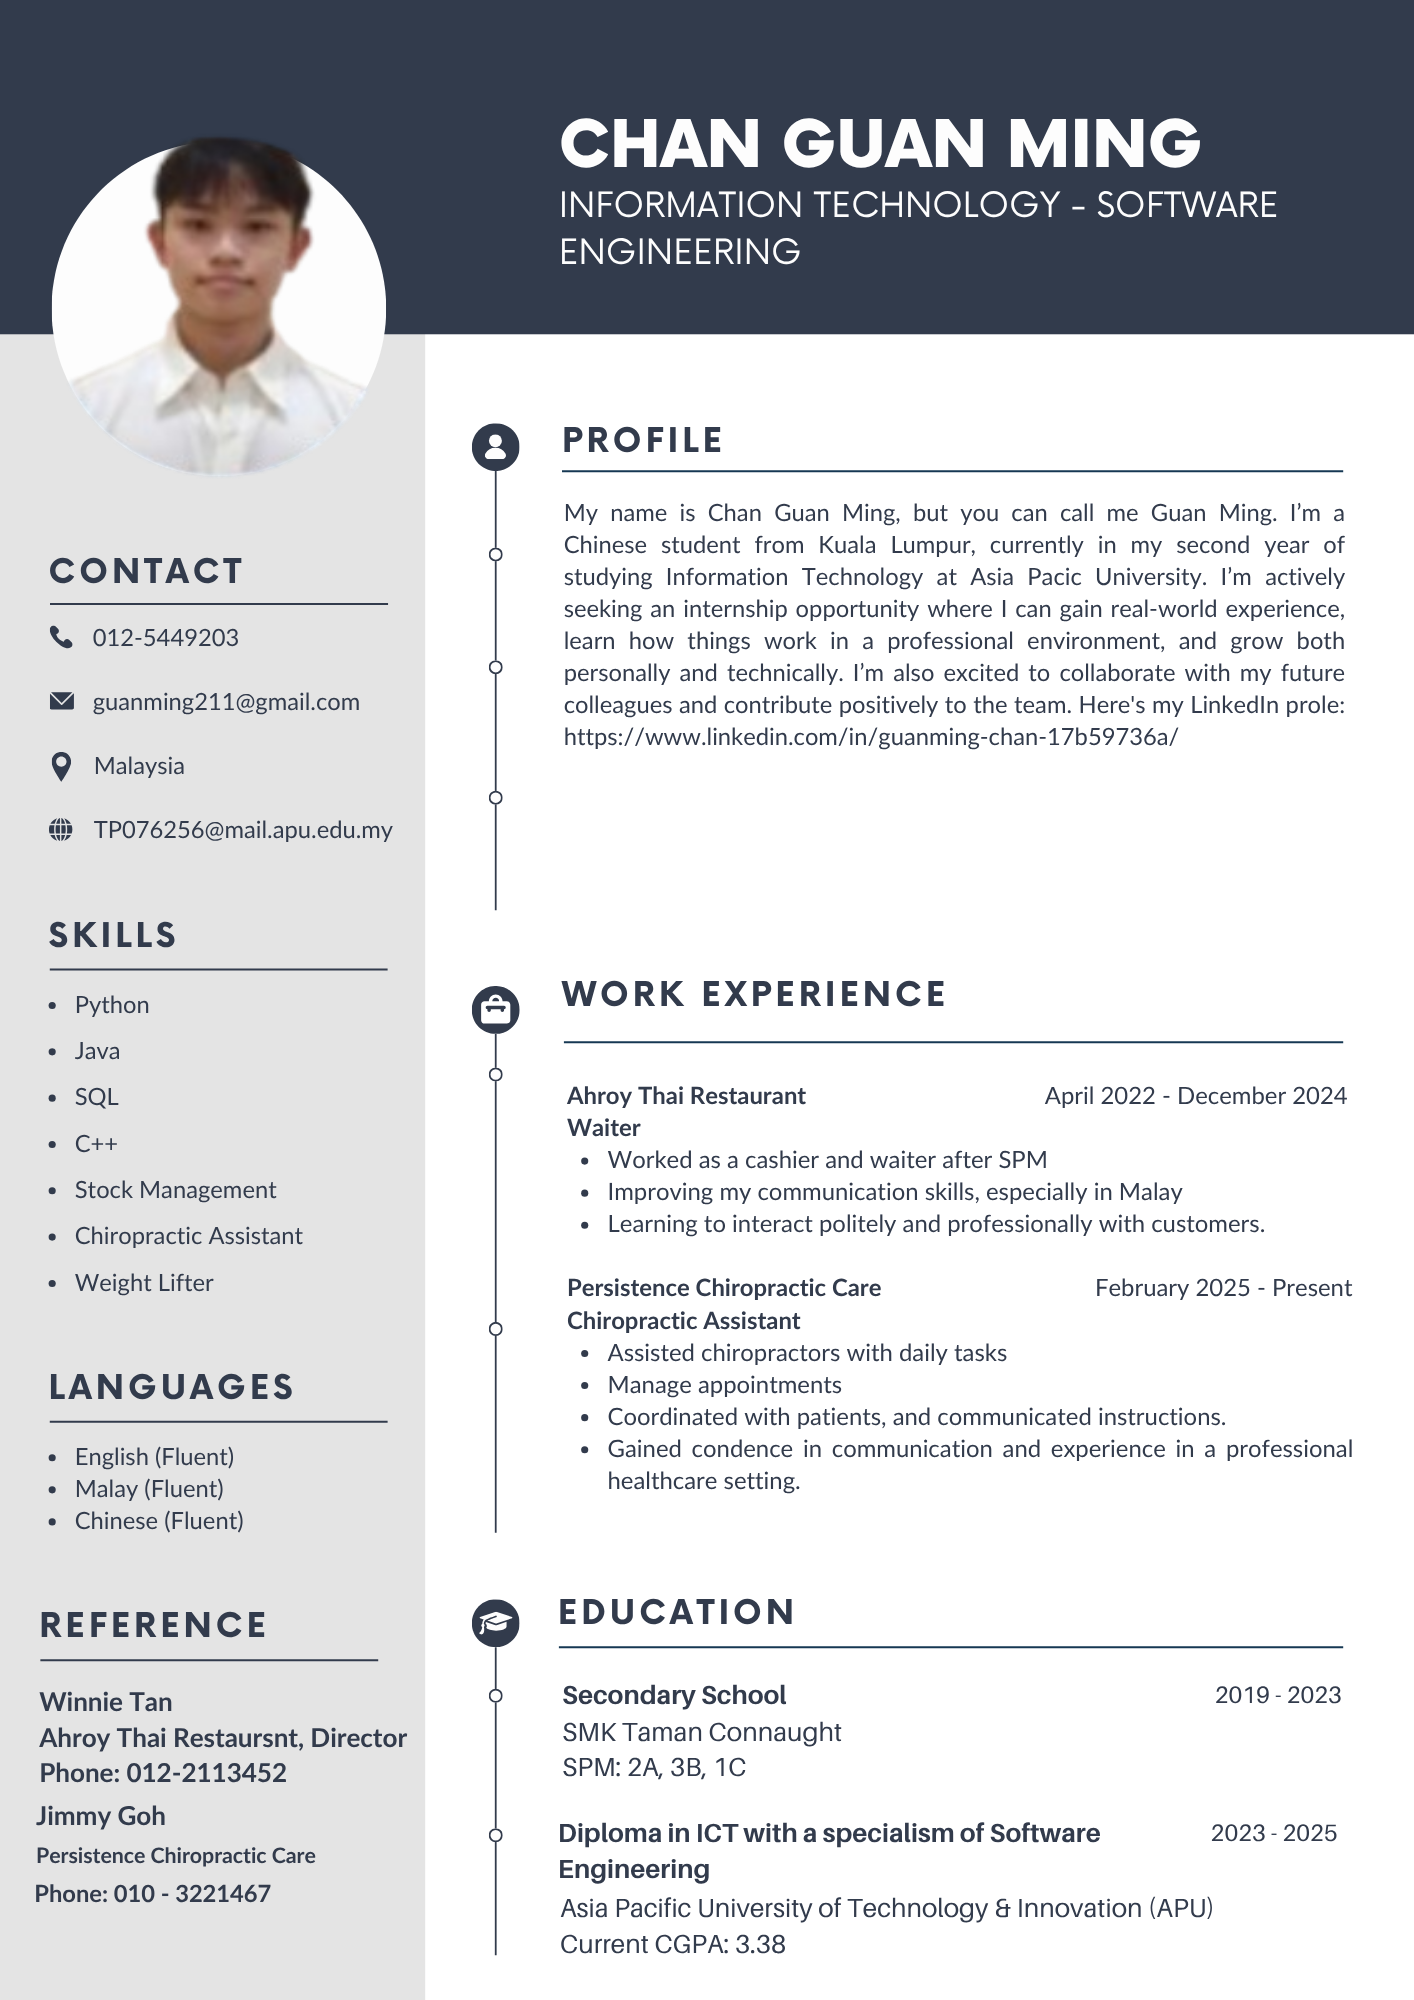 CHAN GUAN MING
INFORMATION TECHNOLOGY - SOFTWARE
ENGINEERING
CONTACT
012-5449203
guanming211@gmail.com
Malaysia
TP076256@mail.apu.edu.my
SKILLS
• Python
• Java
• SQL
• C++
• Stock Management
• Chiropractic Assistant
• Weight Lifter
LANGUAGES
• English (Fluent)
• Malay (Fluent)
• Chinese (Fluent)
REFERENCE
Winnie Tan
Ahroy Thai Restaursnt, Director
Phone: 012-2113452
Jimmy Goh
Persistence Chiropractic Care
Phone: 010 - 3221467
PROFILE
My name is Chan Guan Ming, but you can call me Guan Ming. I’m a
Chinese student from Kuala Lumpur, currently in my second year of
studying Information Technology at Asia Pacic University. I’m actively
seeking an internship opportunity where I can gain real-world experience,
learn how things work in a professional environment, and grow both
personally and technically. I’m also excited to collaborate with my future
colleagues and contribute positively to the team. Here's my LinkedIn prole:
https://www.linkedin.com/in/guanming-chan-17b59736a/
WORK EXPERIENCE
Ahroy Thai Restaurant April 2022 - December 2024
Waiter
• Worked as a cashier and waiter after SPM
• Improving my communication skills, especially in Malay
• Learning to interact politely and professionally with customers.
Persistence Chiropractic Care February 2025 - Present
Chiropractic Assistant
• Assisted chiropractors with daily tasks
• Manage appointments
• Coordinated with patients, and communicated instructions.
• Gained condence in communication and experience in a professional
healthcare setting.
EDUCATION
Secondary School 2019 - 2023
SMK Taman Connaught
SPM: 2A, 3B, 1C
Diploma in ICT with a specialism of Software 2023 - 2025
Engineering
Asia Pacific University of Technology & Innovation (APU)
Current CGPA: 3.38